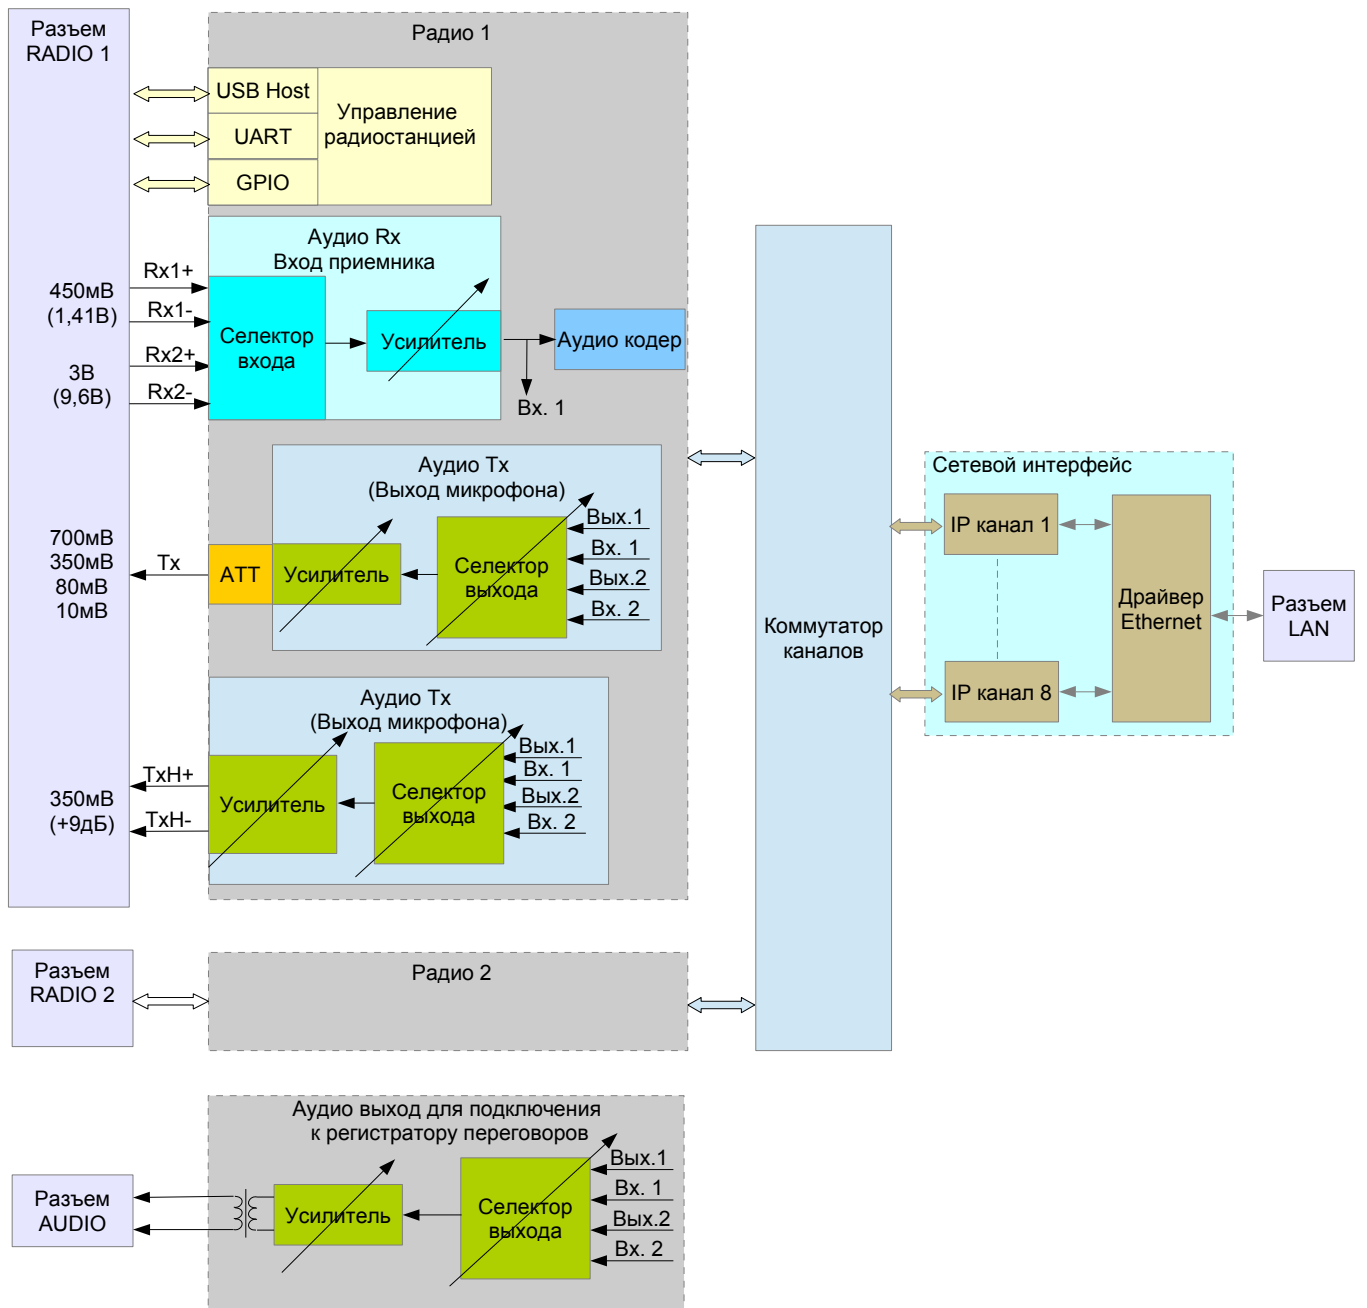 Разъем
RADIO 1
Радио 1
USB Host
UART
GPIO
Управление
радиостанцией
Аудио Rx
Вход приемника
450мВ
(1,41В)
3В
(9,6В)
Rx1+
Rx1-
Rx2+
Rx2-
Селектор
входа
Усилитель
Аудио кодер
Вх. 1
Аудио Tx
(Выход микрофона)
700мВ
350мВ
80мВ
10мВ
Tx
ATT
Усилитель
Селектор
выхода
Вых.1
Вх. 1
Вых.2
Вх. 2
Аудио Tx
(Выход микрофона)
350мВ
(+9дБ)
TxH+
TxH-
Усилитель
Селектор
выхода
Вых.1
Вх. 1
Вых.2
Вх. 2
Коммутатор
каналов
Сетевой интерфейс
IP канал 1
IP канал 8
Драйвер
Ethernet
Разъем
LAN
Разъем
RADIO 2
Радио 2
Аудио выход для подключения
к регистратору переговоров
Разъем
AUDIO
Усилитель
Селектор
выхода
Вых.1
Вх. 1
Вых.2
Вх. 2